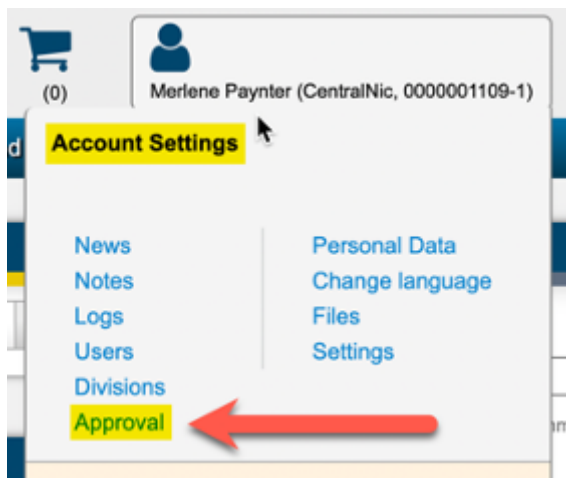 (0)
Merlene Paynter (CentralNic, 0000001109-1)
d
Account Settings
News
Personal Data
Notes
Change language
Logs
Files
Users
Settings
Divisions
Approval